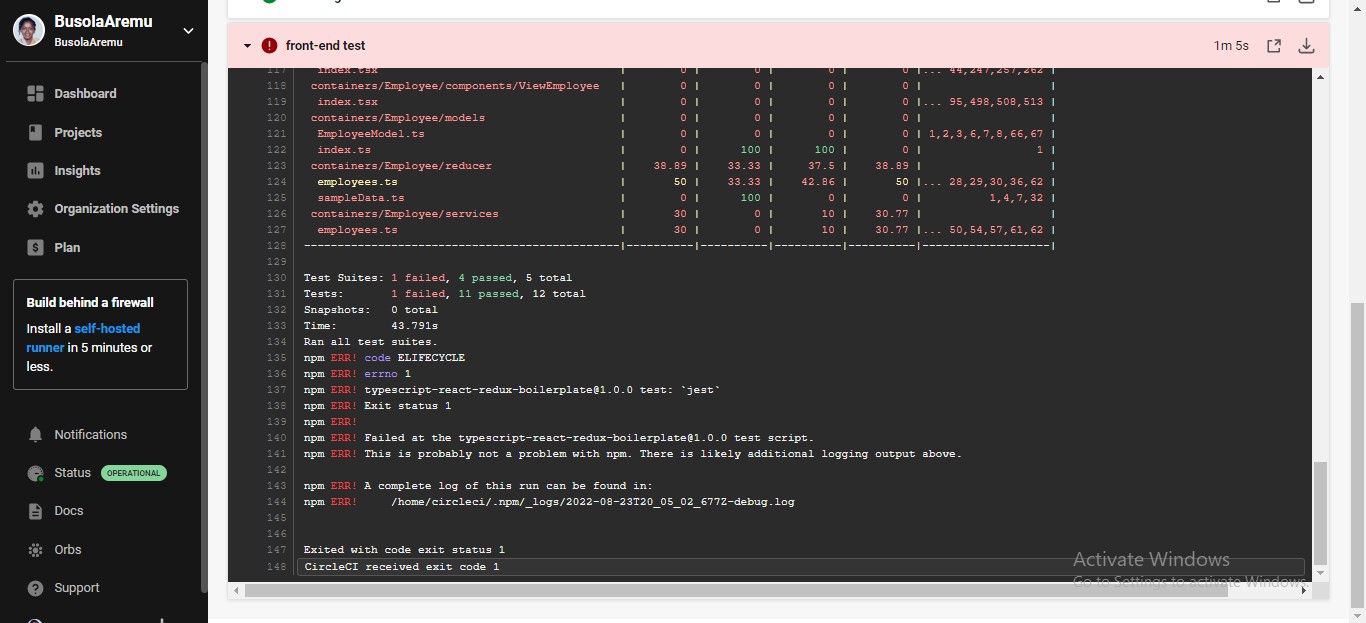 BusolaAremu
BusolaAremu
Dashboard
Projects
Insights
Organization Settings
Plan
Build behind a firewall
Install a self-hosted
runner in 5 minutes or
less.
Notifications
Status OPERATIONAL
Docs
Orbs
Support
front-end test 1m 5s
117 index.tsx | 0 | 0 | 0 | 0 |... 44,247,257,262 |
118 containers/Employee/components/ViewEmployee | 0 | 0 | 0 | 0 | |
119 index.tsx | 0 | 0 | 0 | 0 |... 95,498,508,513 |
120 containers/Employee/models | 0 | 0 | 0 | 0 | |
121 EmployeeModel.ts | 0 | 0 | 0 | 0 | 1,2,3,6,7,8,66,67 |
122 index.ts | 0 | 100 | 100 | 0 | 1 |
123 containers/Employee/reducer | 38.89 | 33.33 | 37.5 | 38.89 | |
124 employees.ts | 50 | 33.33 | 42.86 | 50 |... 28,29,30,36,62 |
125 sampleData.ts | 0 | 100 | 0 | 0 | 1,4,7,32 |
126 containers/Employee/services | 30 | 0 | 10 | 30.77 | |
127 employees.ts | 30 | 0 | 10 | 30.77 |... 50,54,57,61,62 |
128 -----------------------------------------------|----------|----------|----------|----------|-------------------|
129
130 Test Suites: 1 failed, 4 passed, 5 total
131 Tests: 1 failed, 11 passed, 12 total
132 Snapshots: 0 total
133 Time: 43.791s
134 Ran all test suites.
135 npm ERR! code ELIFECYCLE
136 npm ERR! errno 1
137 npm ERR! typescript-react-redux-boilerplate@1.0.0 test: `jest`
138 npm ERR! Exit status 1
139 npm ERR!
140 npm ERR! Failed at the typescript-react-redux-boilerplate@1.0.0 test script.
141 npm ERR! This is probably not a problem with npm. There is likely additional logging output above.
142
143 npm ERR! A complete log of this run can be found in:
144 npm ERR! /home/circleci/.npm/_logs/2022-08-23T20_05_02_677Z-debug.log
145
146
147 Exited with code exit status 1
148 CircleCI received exit code 1
Activate Windows
Go to Settings to activate Windows.